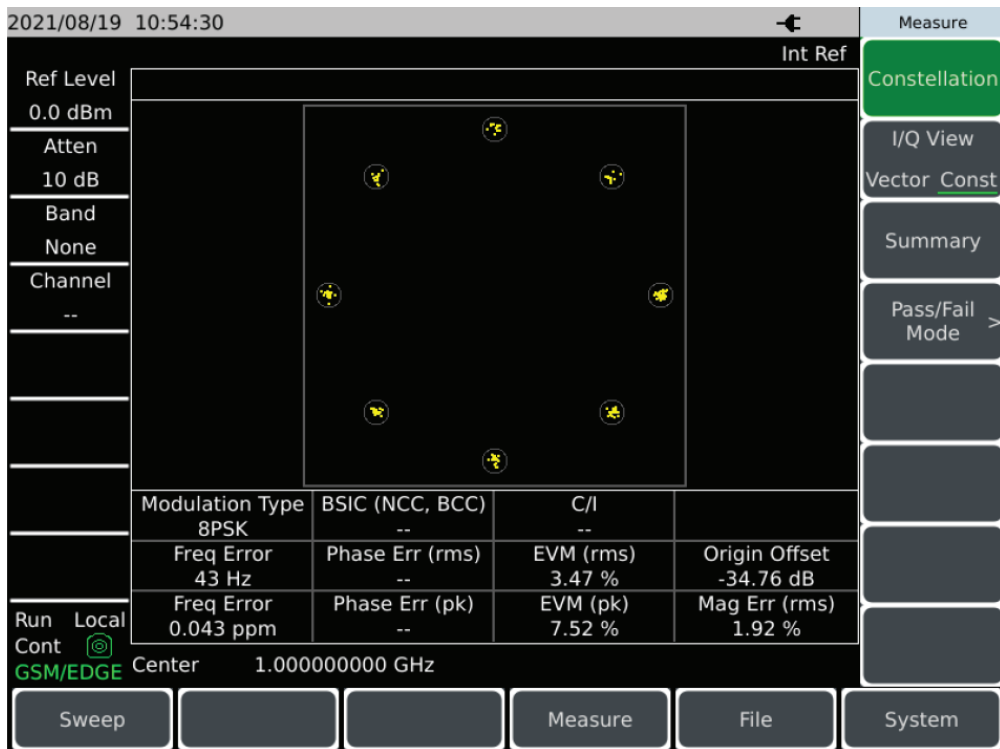 2021/08/19 10:54:30
Int Ref
Ref Level
0.0 dBm
Atten
10 dB
Band
None
Channel
--
Modulation Type BSIC (NCC, BCC) C/I
8PSK -- --
Freq Error Phase Err (rms) EVM (rms) Origin Offset
43 Hz -- 3.47 % -34.76 dB
Freq Error Phase Err (pk) EVM (pk) Mag Err (rms)
0.043 ppm -- 7.52 % 1.92 %
Run Local
Cont
GSM/EDGE
Center 1.000000000 GHz
Measure
Constellation
I/Q View
Vector Const
Summary
Pass/Fail
Mode >
Sweep Measure File System